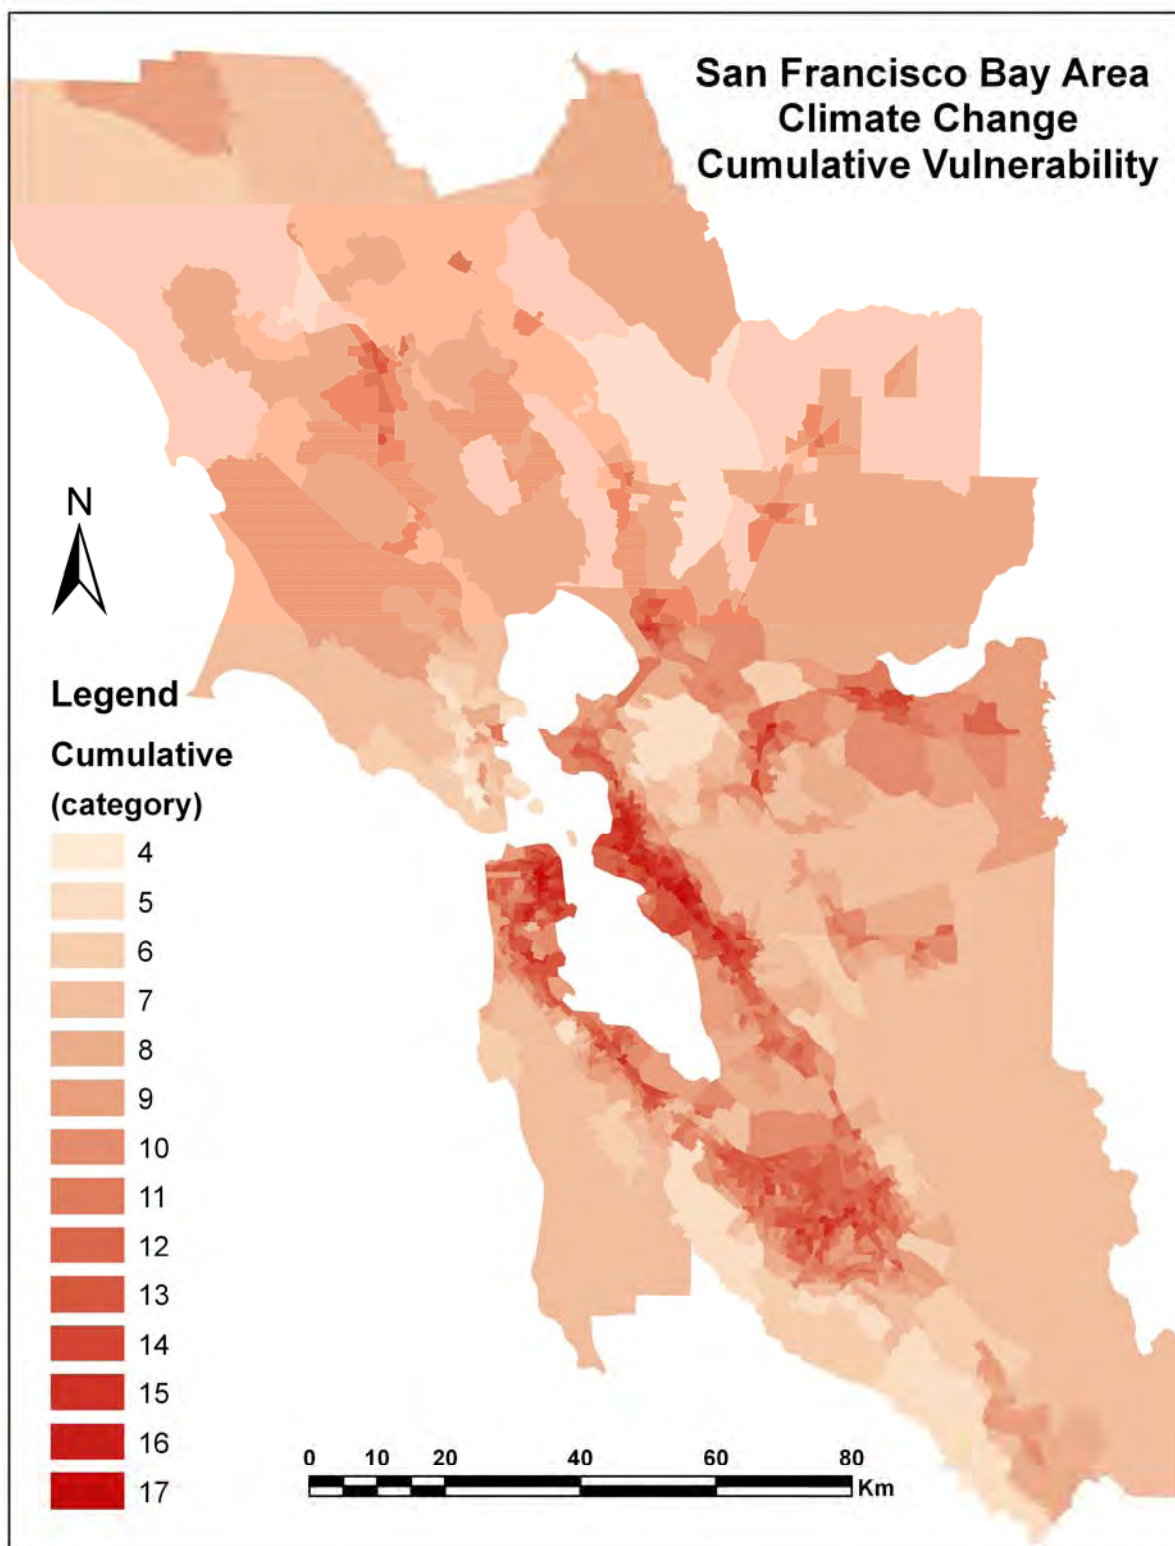 San Francisco Bay Area
Climate Change
Cumulative Vulnerability
N
Legend
Cumulative
(category)
4
5
6
7
8
9
10
11
12
13
14
15
16
17
0 10 20 40 60 80
Km